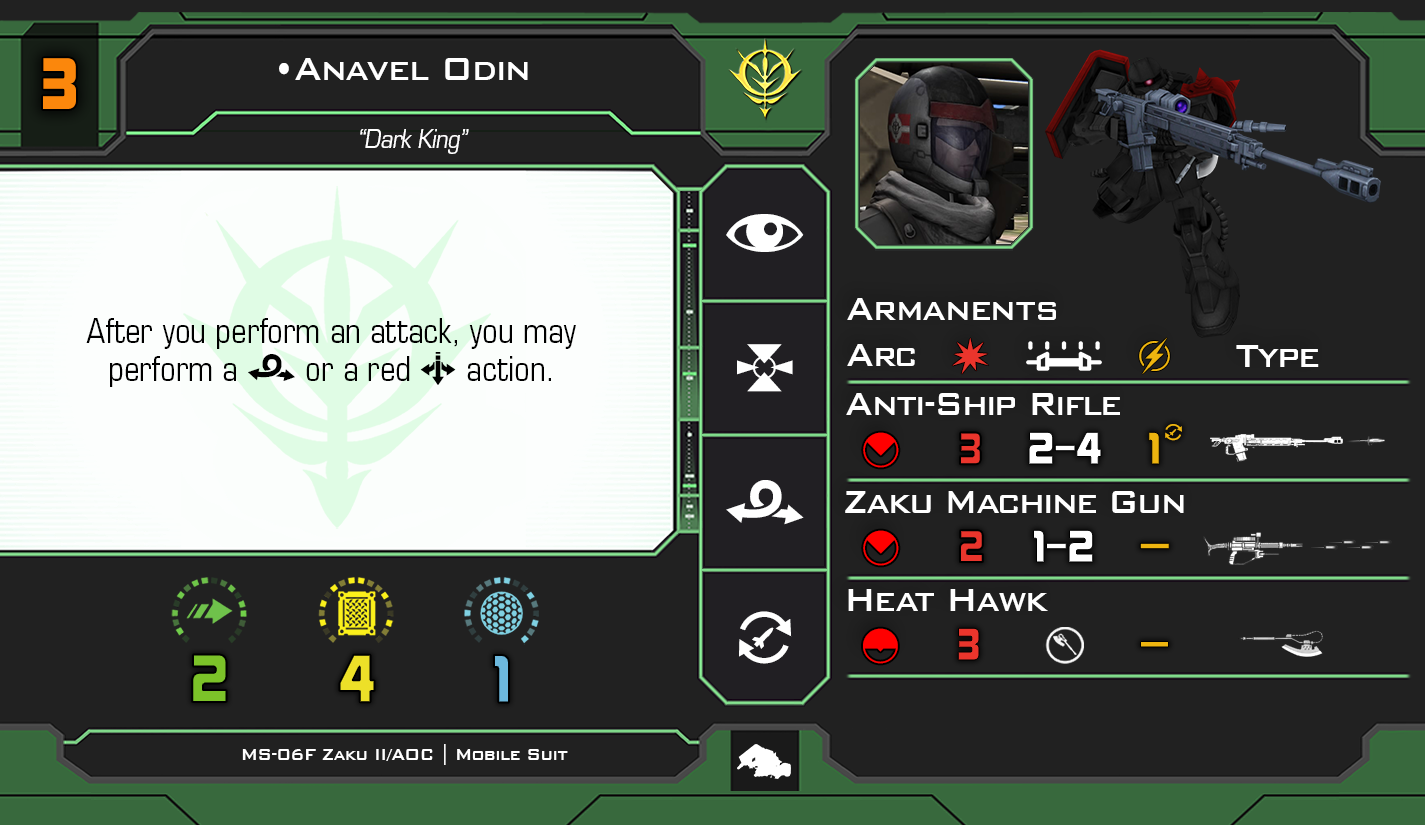 3
•Anavel Odin
“Dark King”
After you perform an attack, you may
perform a or a red action.
2 4 1
MS-06F Zaku II/AOC | Mobile Suit
Armanents
Arc Type
Anti-Ship Rifle
3 2–4 1
Zaku Machine Gun
2 1–2 –
Heat Hawk
3 –